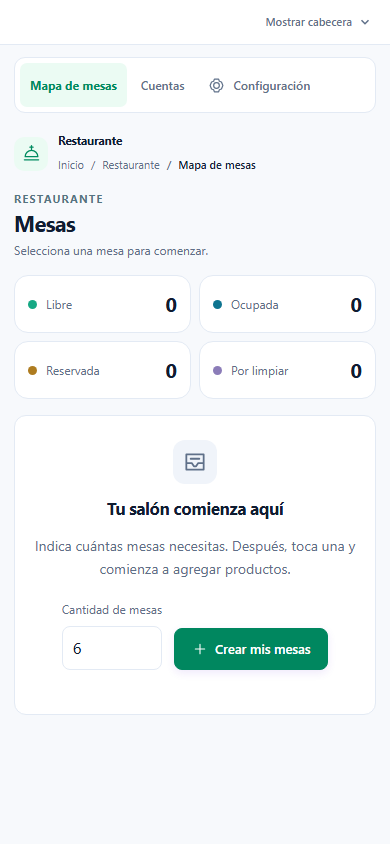 Mostrar cabecera
Mapa de mesas
Cuentas
Configuración
Restaurante
Inicio / Restaurante / Mapa de mesas
RESTAURANTE
Mesas
Selecciona una mesa para comenzar.
Libre 0
Ocupada 0
Reservada 0
Por limpiar 0
Tu salón comienza aquí
Indica cuántas mesas necesitas. Después, toca una y
comienza a agregar productos.
Cantidad de mesas
6
Crear mis mesas